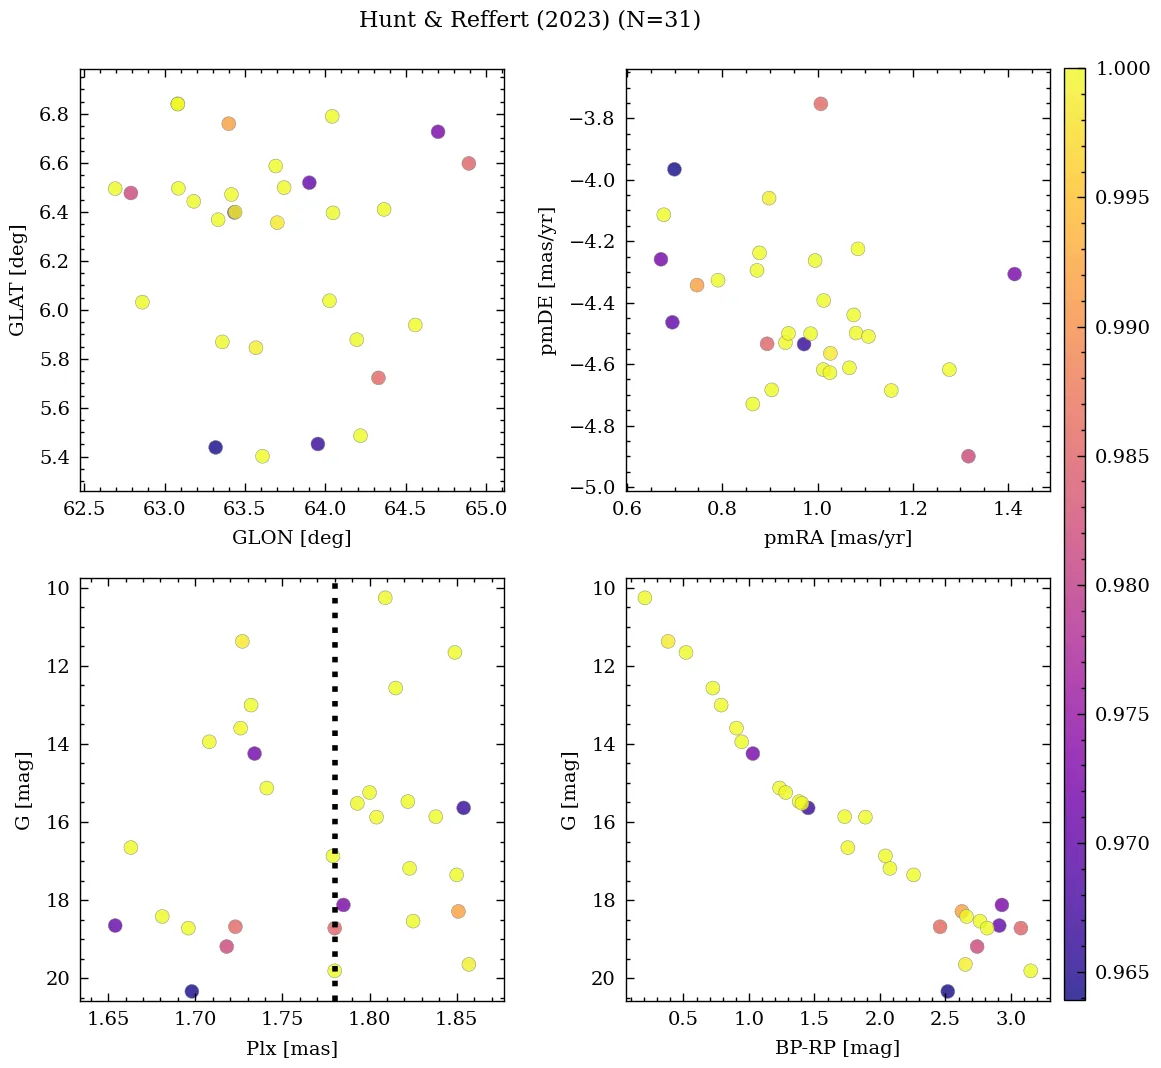 Hunt & Reffert (2023) (N=31)
6.8
6.6
6.4
6.2
6.0
5.8
5.6
5.4
GLAT [deg]
62.5 63.0 63.5 64.0 64.5 65.0
GLON [deg]
−3.8
−4.0
−4.2
−4.4
−4.6
−4.8
−5.0
pmDE [mas/yr]
0.6 0.8 1.0 1.2 1.4
pmRA [mas/yr]
10
12
14
16
18
20
G [mag]
1.65 1.70 1.75 1.80 1.85
Plx [mas]
10
12
14
16
18
20
G [mag]
0.5 1.0 1.5 2.0 2.5 3.0
BP-RP [mag]
1.000
0.995
0.990
0.985
0.980
0.975
0.970
0.965